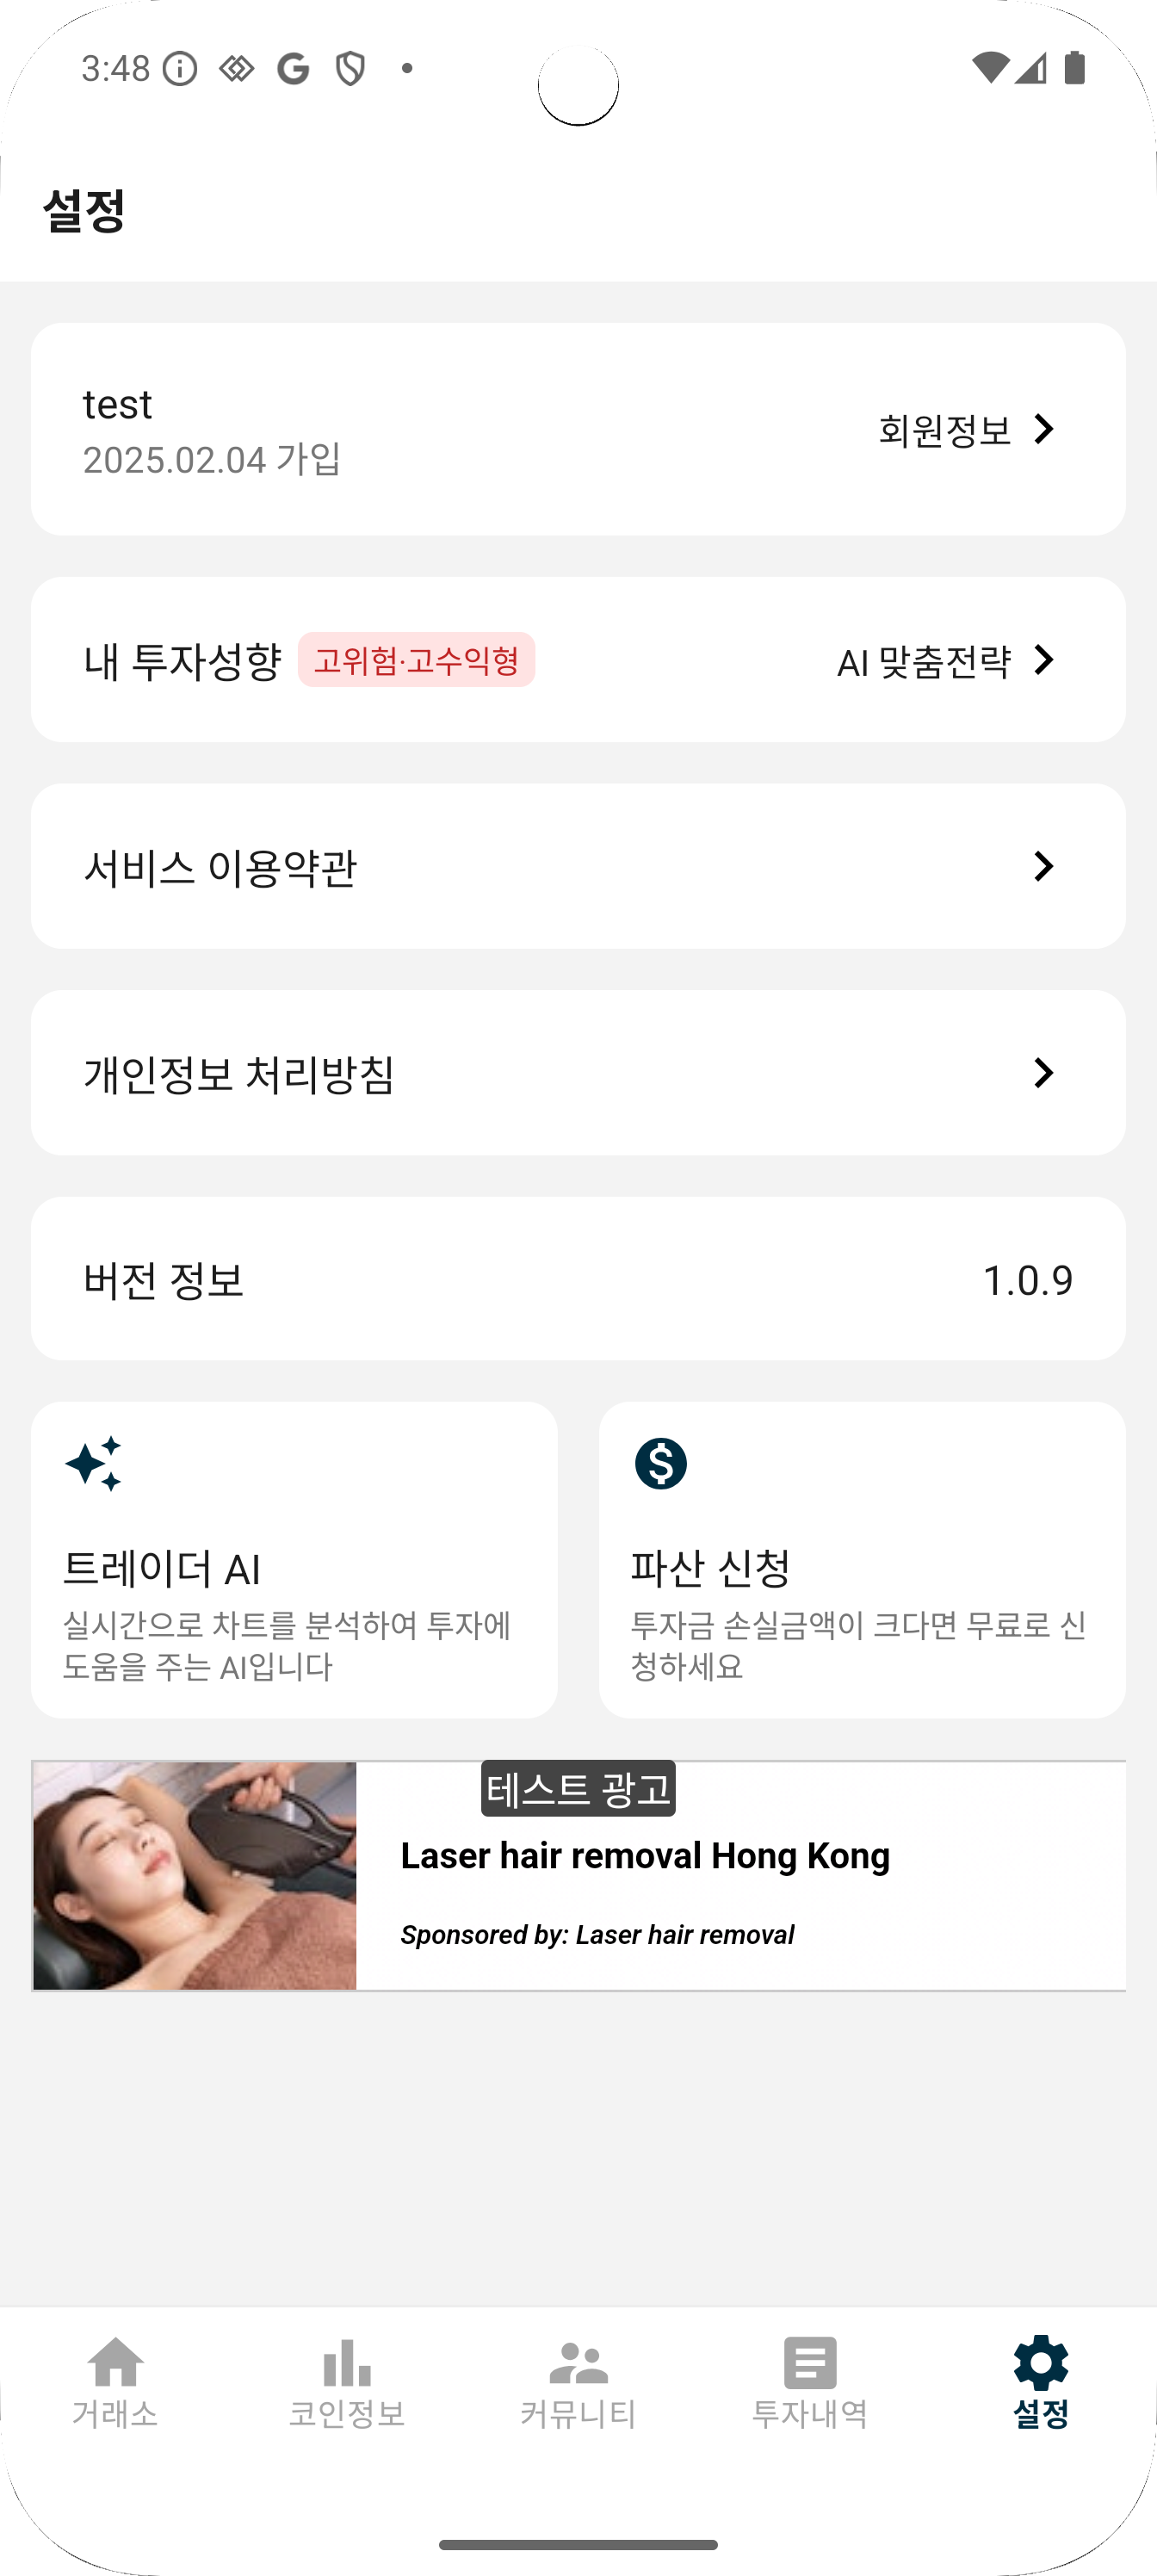 3:48
설정
test
2025.02.04 가입
회원정보
내 투자성향
고위험·고수익형
AI 맞춤전략
서비스 이용약관
개인정보 처리방침
버전 정보
1.0.9
트레이더 AI
실시간으로 차트를 분석하여 투자에
도움을 주는 AI입니다
파산 신청
투자금 손실금액이 크다면 무료로 신
청하세요
테스트 광고
Laser hair removal Hong Kong
Sponsored by: Laser hair removal
거래소
코인정보
커뮤니티
투자내역
설정